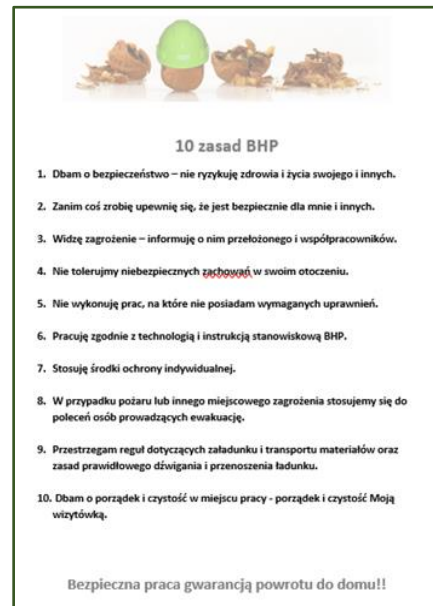 10 zasad BHP
1. Dbam o bezpieczeństwo – nie ryzykuję zdrowia i życia swojego i innych.
2. Zanim coś zrobię upewnię się, że jest bezpiecznie dla mnie i innych.
3. Widzę zagrożenie – informuję o nim przełożonego i współpracowników.
4. Nie tolerujmy niebezpiecznych zachowań w swoim otoczeniu.
5. Nie wykonuję prac, na które nie posiadam wymaganych uprawnień.
6. Pracuję zgodnie z technologią i instrukcją stanowiskową BHP.
7. Stosuję środki ochrony indywidualnej.
8. W przypadku pożaru lub innego miejscowego zagrożenia stosujemy się do
poleceń osób prowadzących ewakuację.
9. Przestrzegam reguł dotyczących załadunku i transportu materiałów oraz
zasad prawidłowego dźwigania i przenoszenia ładunku.
10. Dbam o porządek i czystość w miejscu pracy - porządek i czystość Moją
wizytówką.
Bezpieczna praca gwarancją powrotu do domu!!